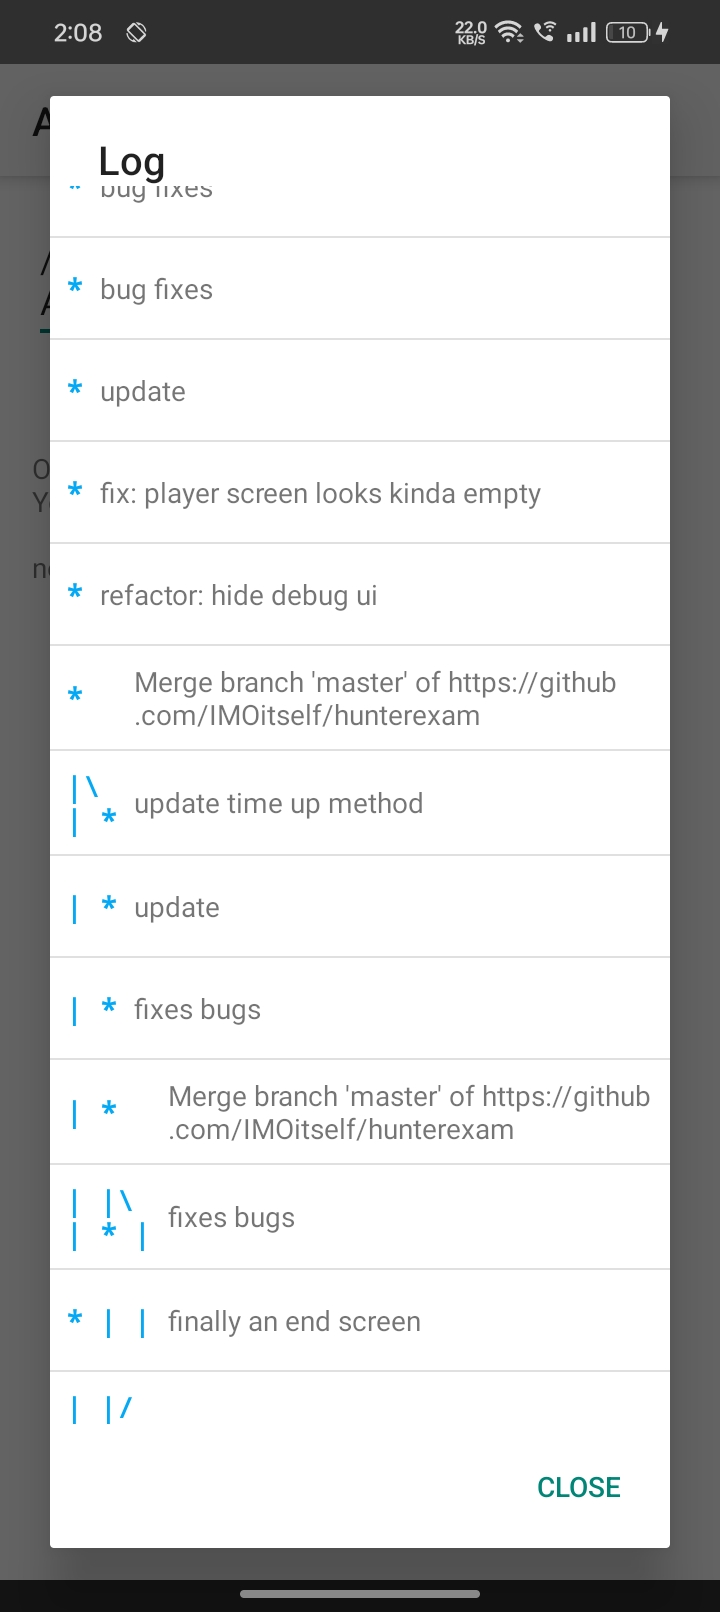 2:08
22.0
KB/S
10
A
Log
* bug fixes
* bug fixes
* update
* fix: player screen looks kinda empty
* refactor: hide debug ui
* Merge branch 'master' of https://github
.com/IMOitself/hunterexam
|\
| * update time up method
| * update
| * fixes bugs
| * Merge branch 'master' of https://github
.com/IMOitself/hunterexam
| |\
| * | fixes bugs
* | | finally an end screen
| |/
CLOSE